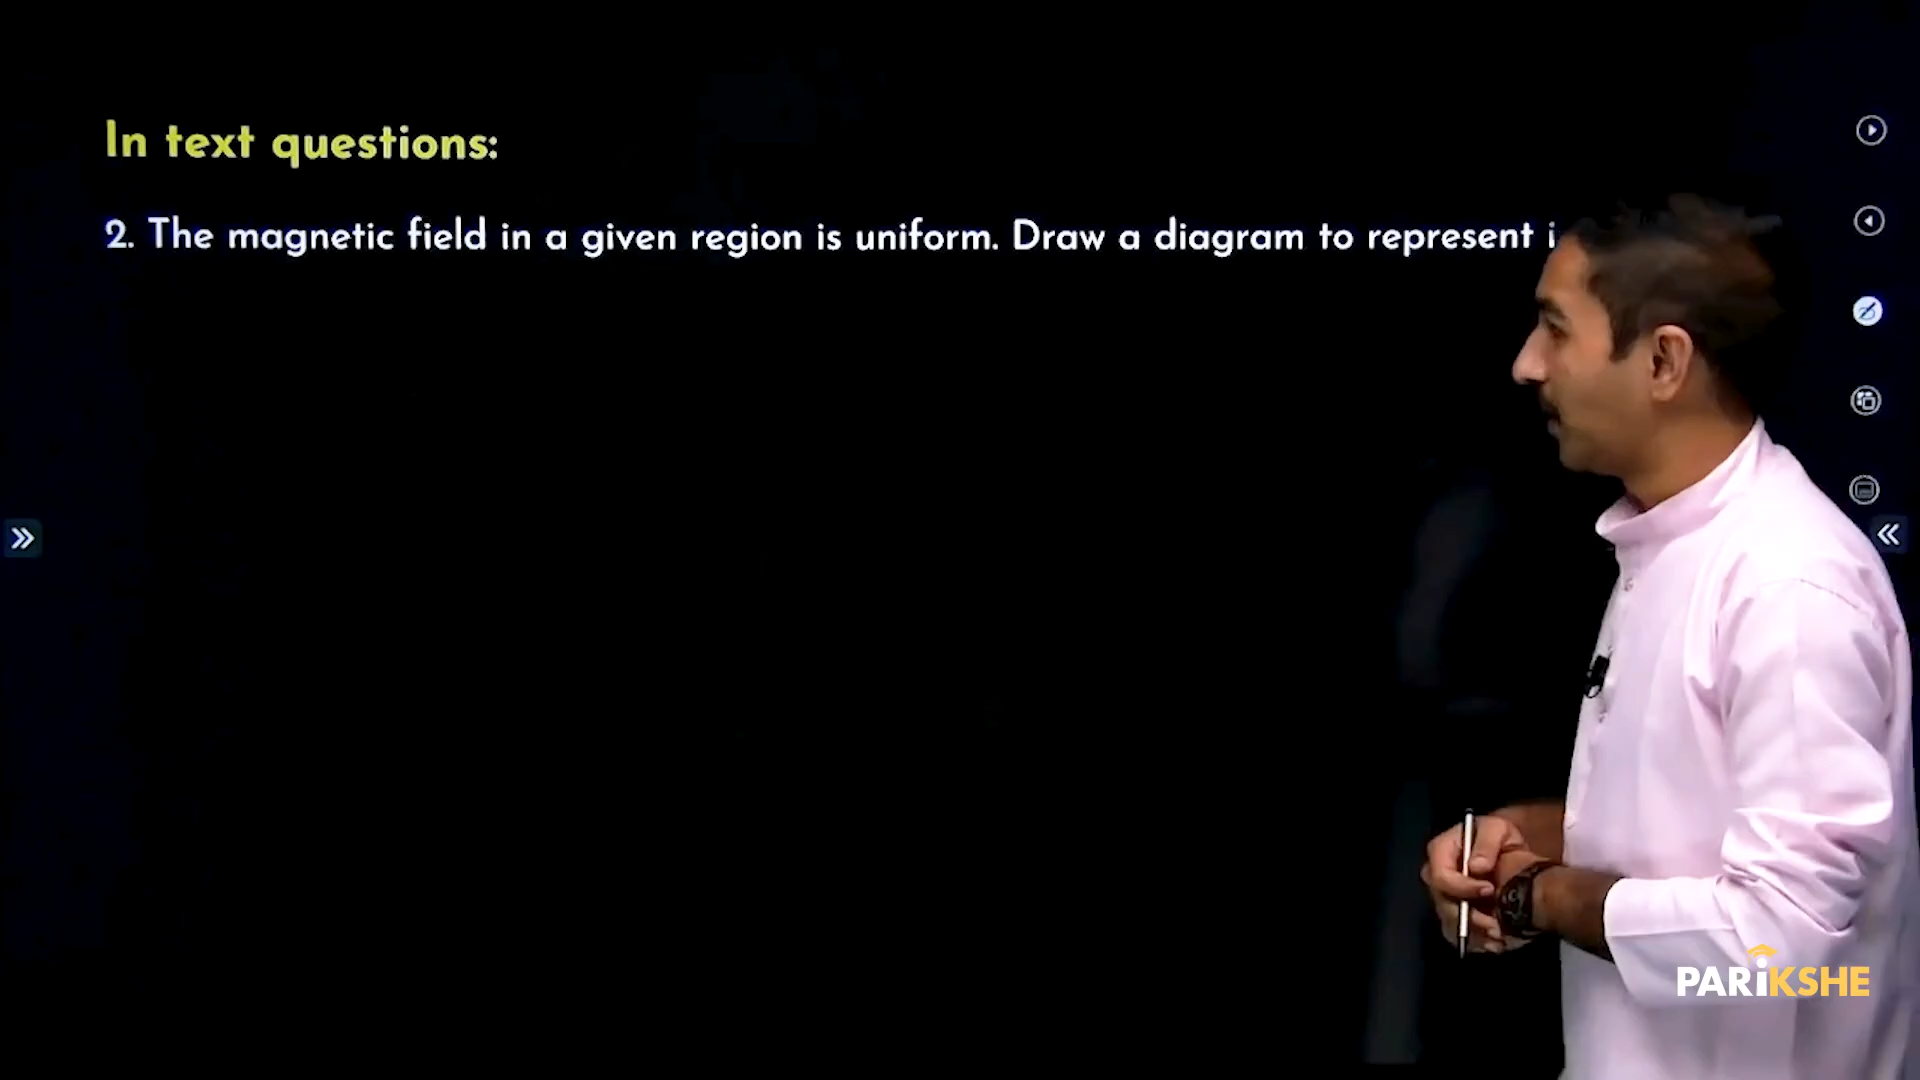 In text questions:
2. The magnetic field in a given region is uniform. Draw a diagram to represent
PARiKSHE